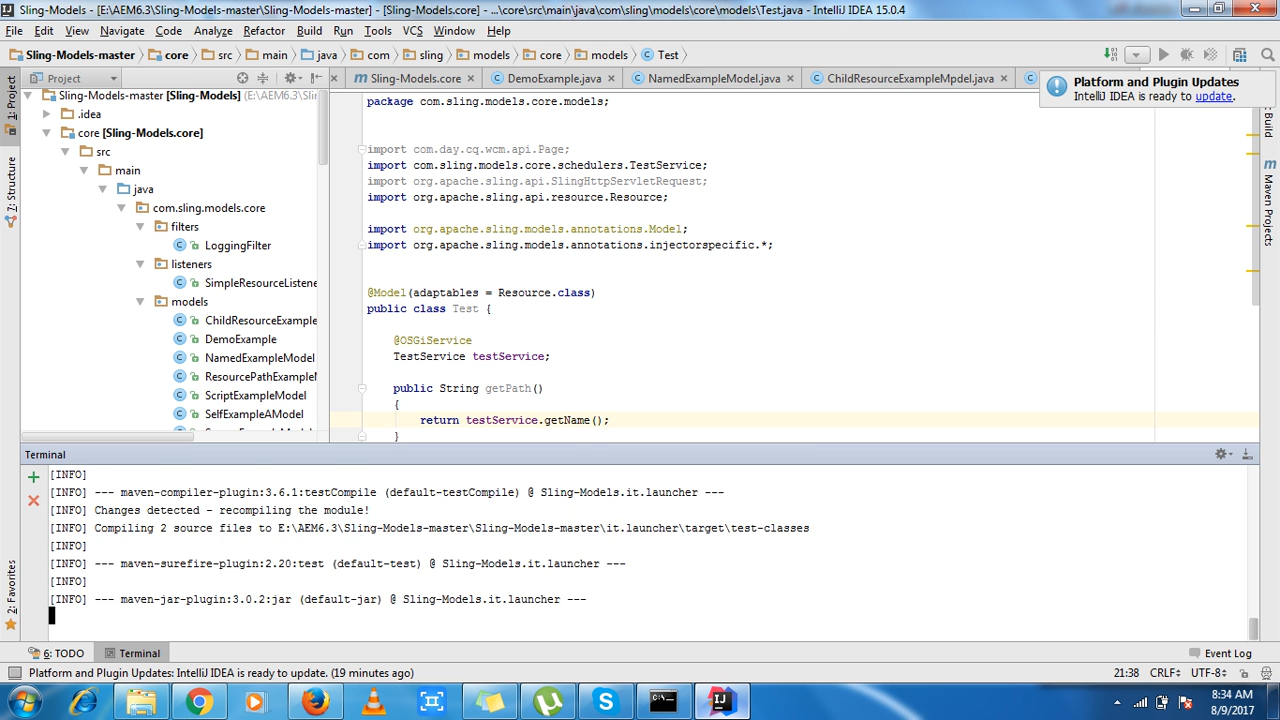 Sling-Models - [E:\AEM6.3\Sling-Models-master\Sling-Models-master] - [Sling-Models.core] - ...\core\src\main\java\com\sling\models\core\models\Test.java - IntelliJ IDEA 15.0.4
File Edit View Navigate Code Analyze Refactor Build Run Tools VCS Window Help
Sling-Models-master core src main java com sling models core models Test
Project
Sling-Models.core DemoExample.java NamedExampleModel.java ChildResourceExampleMpdel.java
Platform and Plugin Updates
IntelliJ IDEA is ready to update.
1: Project
7: Structure
2: Favorites
Build
Maven Projects
Sling-Models-master [Sling-Models] (E:\AEM6.3\Sli
.idea
core [Sling-Models.core]
src
main
java
com.sling.models.core
filters
LoggingFilter
listeners
SimpleResourceListene
models
ChildResourceExample
DemoExample
NamedExampleModel
ResourcePathExampleM
ScriptExampleModel
SelfExampleAModel
package com.sling.models.core.models;
import com.day.cq.wcm.api.Page;
import com.sling.models.core.schedulers.TestService;
import org.apache.sling.api.SlingHttpServletRequest;
import org.apache.sling.api.resource.Resource;
import org.apache.sling.models.annotations.Model;
import org.apache.sling.models.annotations.injectorspecific.*;
@Model(adaptables = Resource.class)
public class Test {
@OSGiService
TestService testService;
public String getPath()
{
return testService.getName();
}
Terminal
[INFO]
[INFO] --- maven-compiler-plugin:3.6.1:testCompile (default-testCompile) @ Sling-Models.it.launcher ---
[INFO] Changes detected - recompiling the module!
[INFO] Compiling 2 source files to E:\AEM6.3\Sling-Models-master\Sling-Models-master\it.launcher\target\test-classes
[INFO]
[INFO] --- maven-surefire-plugin:2.20:test (default-test) @ Sling-Models.it.launcher ---
[INFO]
[INFO] --- maven-jar-plugin:3.0.2:jar (default-jar) @ Sling-Models.it.launcher ---
6: TODO Terminal Event Log
Platform and Plugin Updates: IntelliJ IDEA is ready to update. (19 minutes ago) 21:38 CRLF UTF-8
8:34 AM
8/9/2017